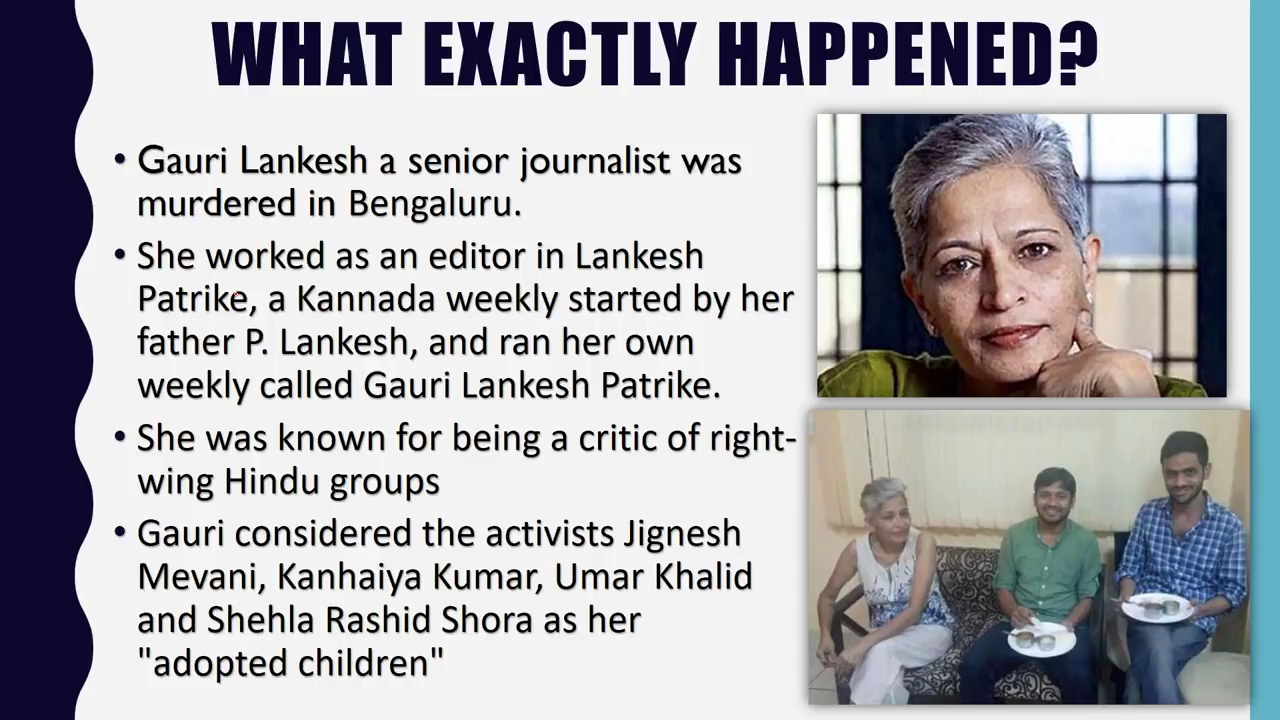 WHAT EXACTLY HAPPENED?
• Gauri Lankesh a senior journalist was
murdered in Bengaluru.
• She worked as an editor in Lankesh
Patrike, a Kannada weekly started by her
father P. Lankesh, and ran her own
weekly called Gauri Lankesh Patrike.
• She was known for being a critic of right-
wing Hindu groups
• Gauri considered the activists Jignesh
Mevani, Kanhaiya Kumar, Umar Khalid
and Shehla Rashid Shora as her
"adopted children"